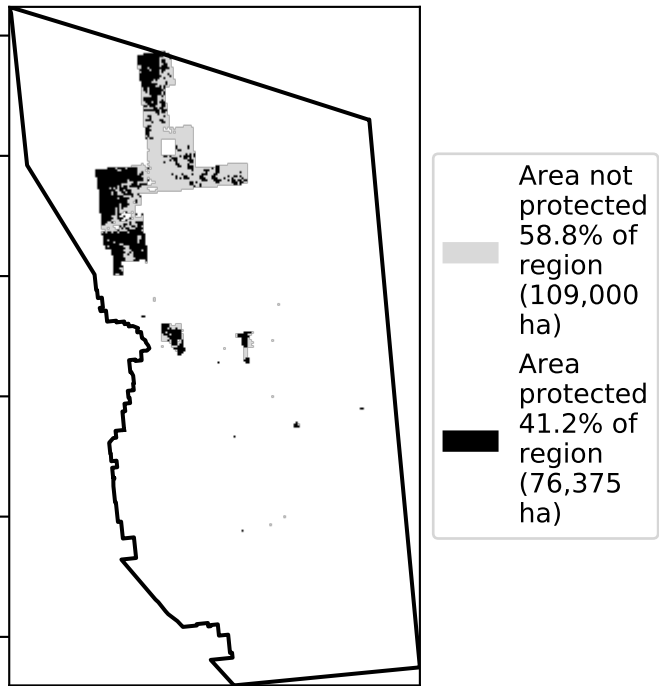 Area not
protected
58.8% of
region
(109,000
ha)
Area
protected
41.2% of
region
(76,375
ha)